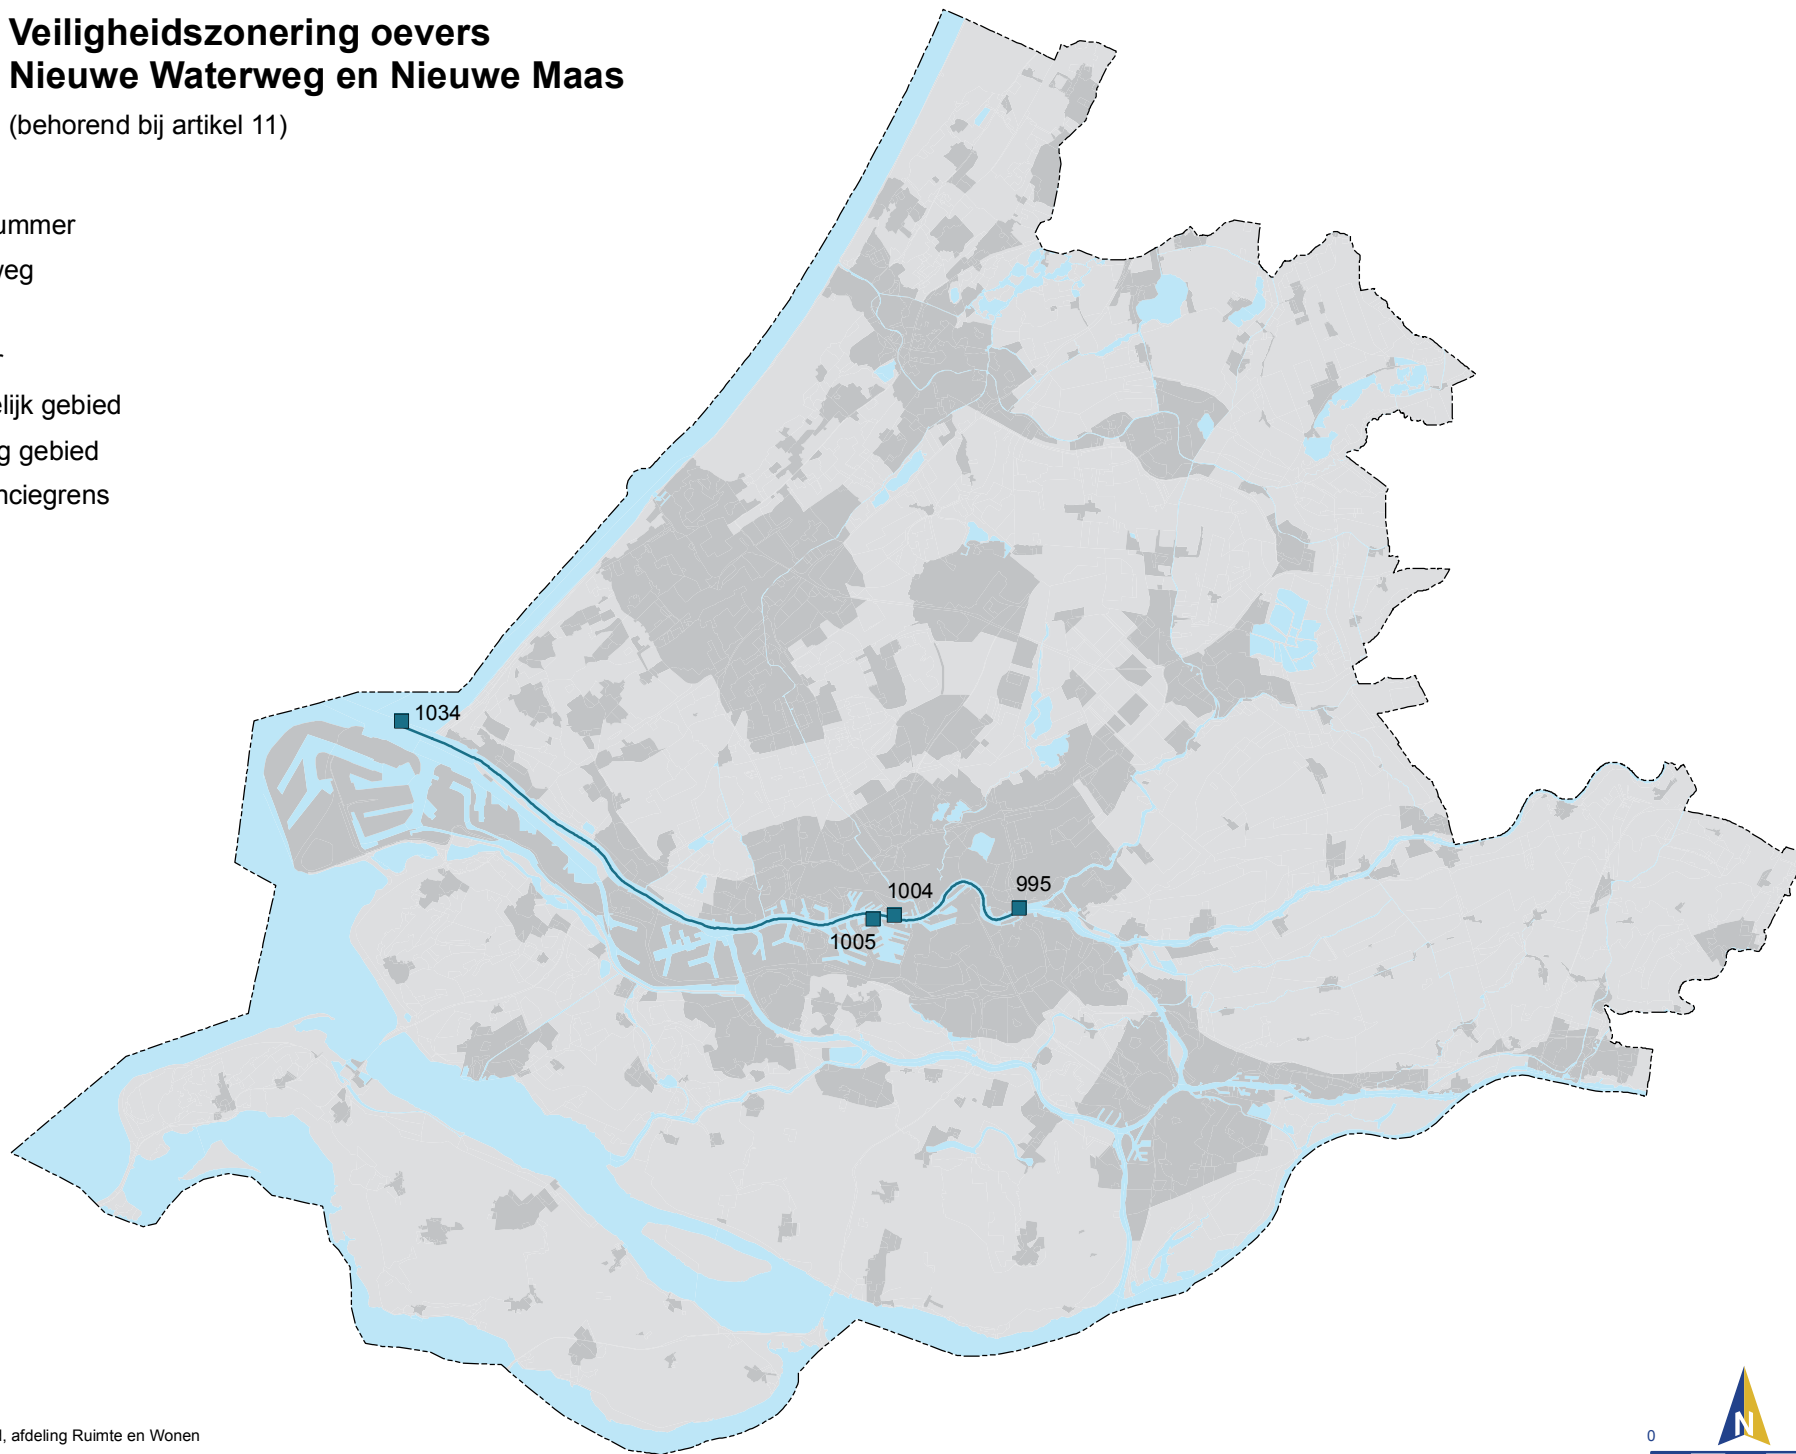 Veiligheidszonering oevers
Nieuwe Waterweg en Nieuwe Maas
(behorend bij artikel 11)
ummer
veg
elijk gebied
g gebied
nciegrens
1034
1004
995
1005
, afdeling Ruimte en Wonen
0
N